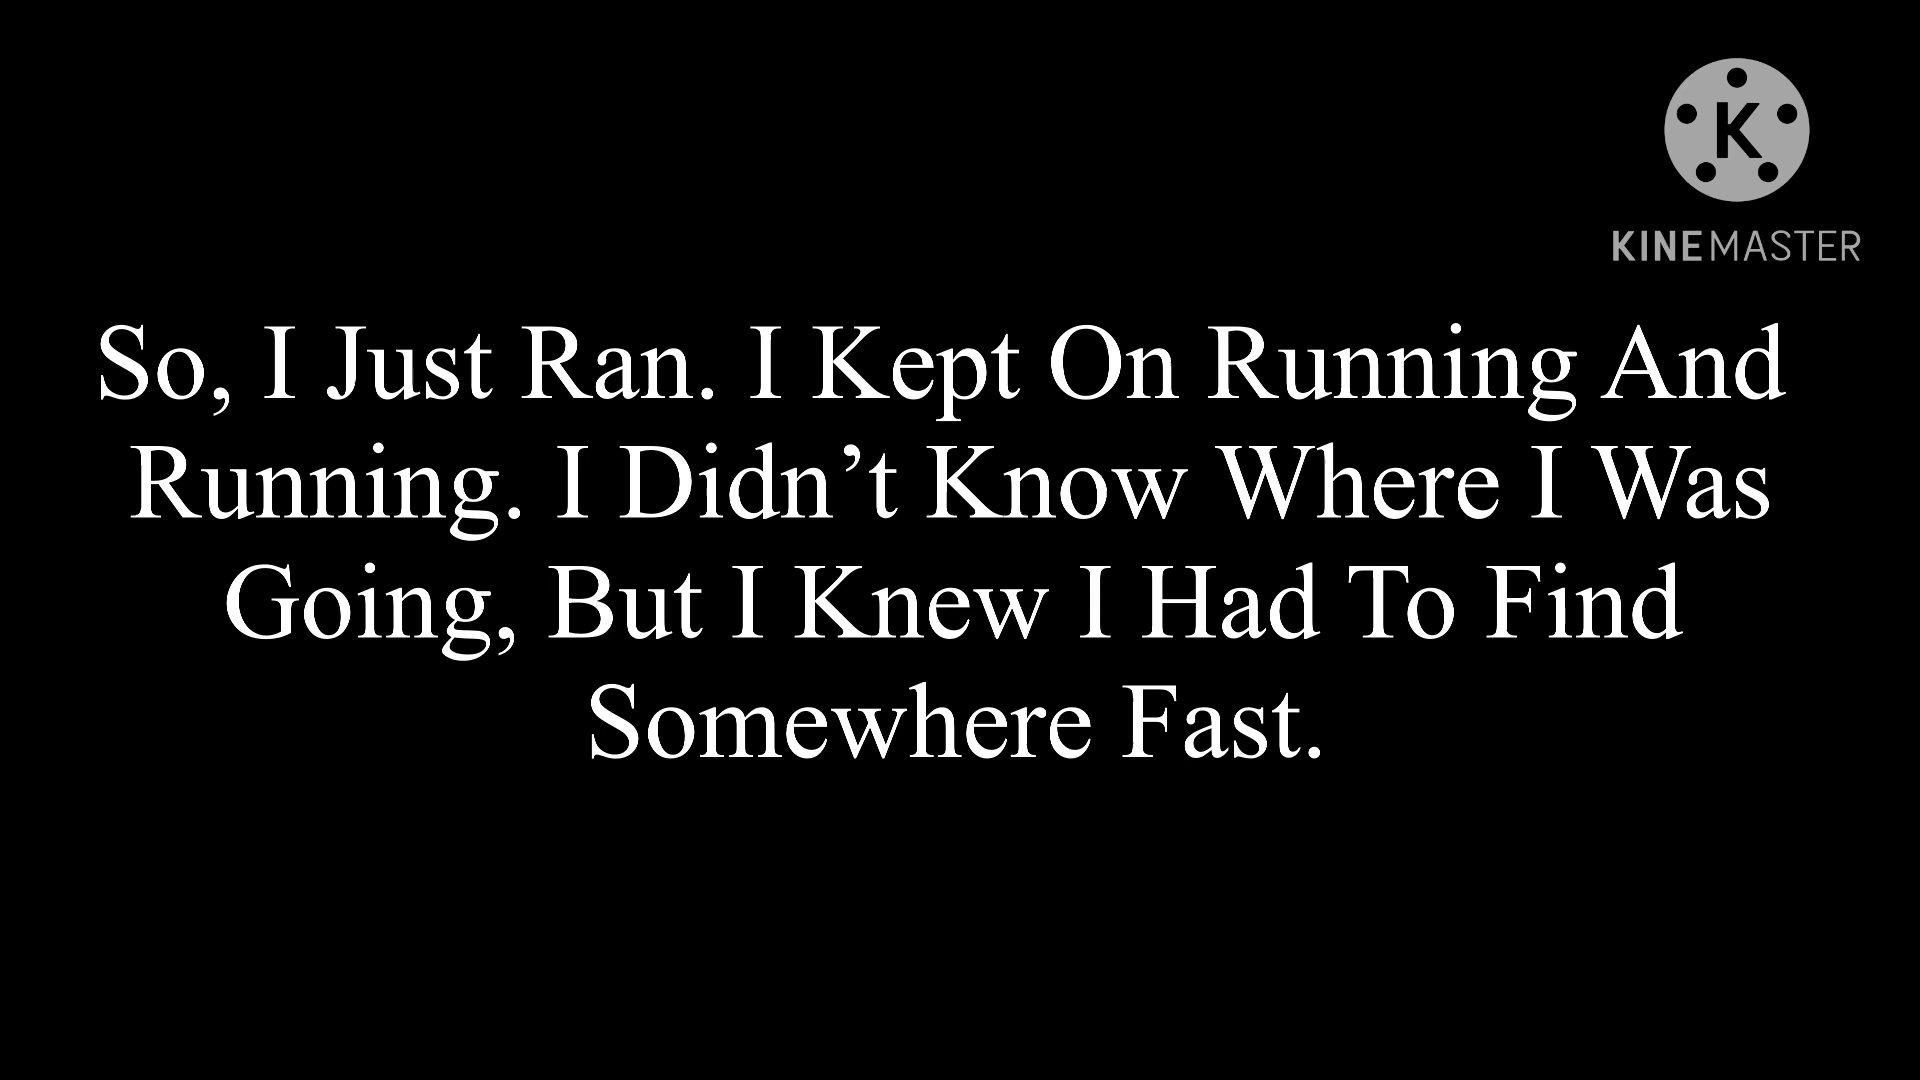 K
KINEMASTER
So, I Just Ran. I Kept On Running And
Running. I Didn’t Know Where I Was
Going, But I Knew I Had To Find
Somewhere Fast.